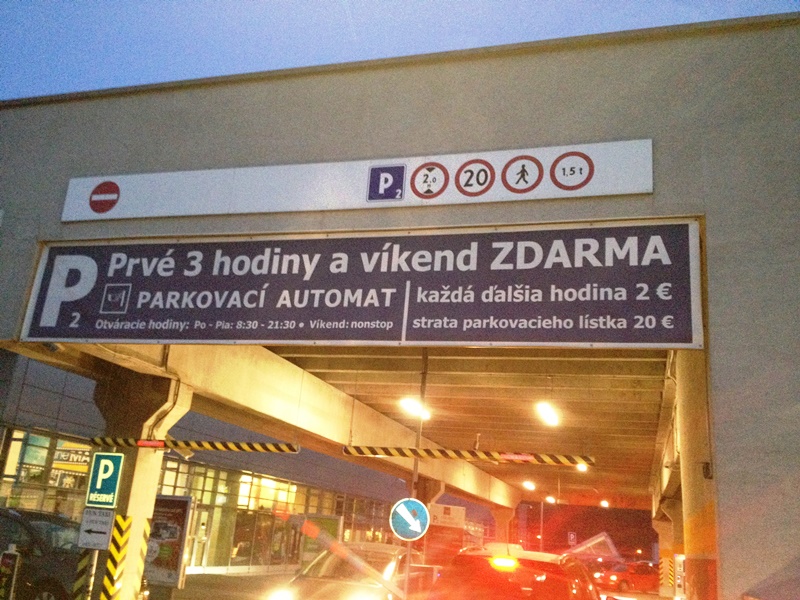 P2 2,0 20 1,5 t
Prvé 3 hodiny a víkend ZDARMA
P2 PARKOVACÍ AUTOMAT
každá ďalšia hodina 2 €
Otváracie hodiny: Po - Pia: 8:30 - 21:30 • Víkend: nonstop
strata parkovacieho lístka 20 €
P
RÉSERVÉ